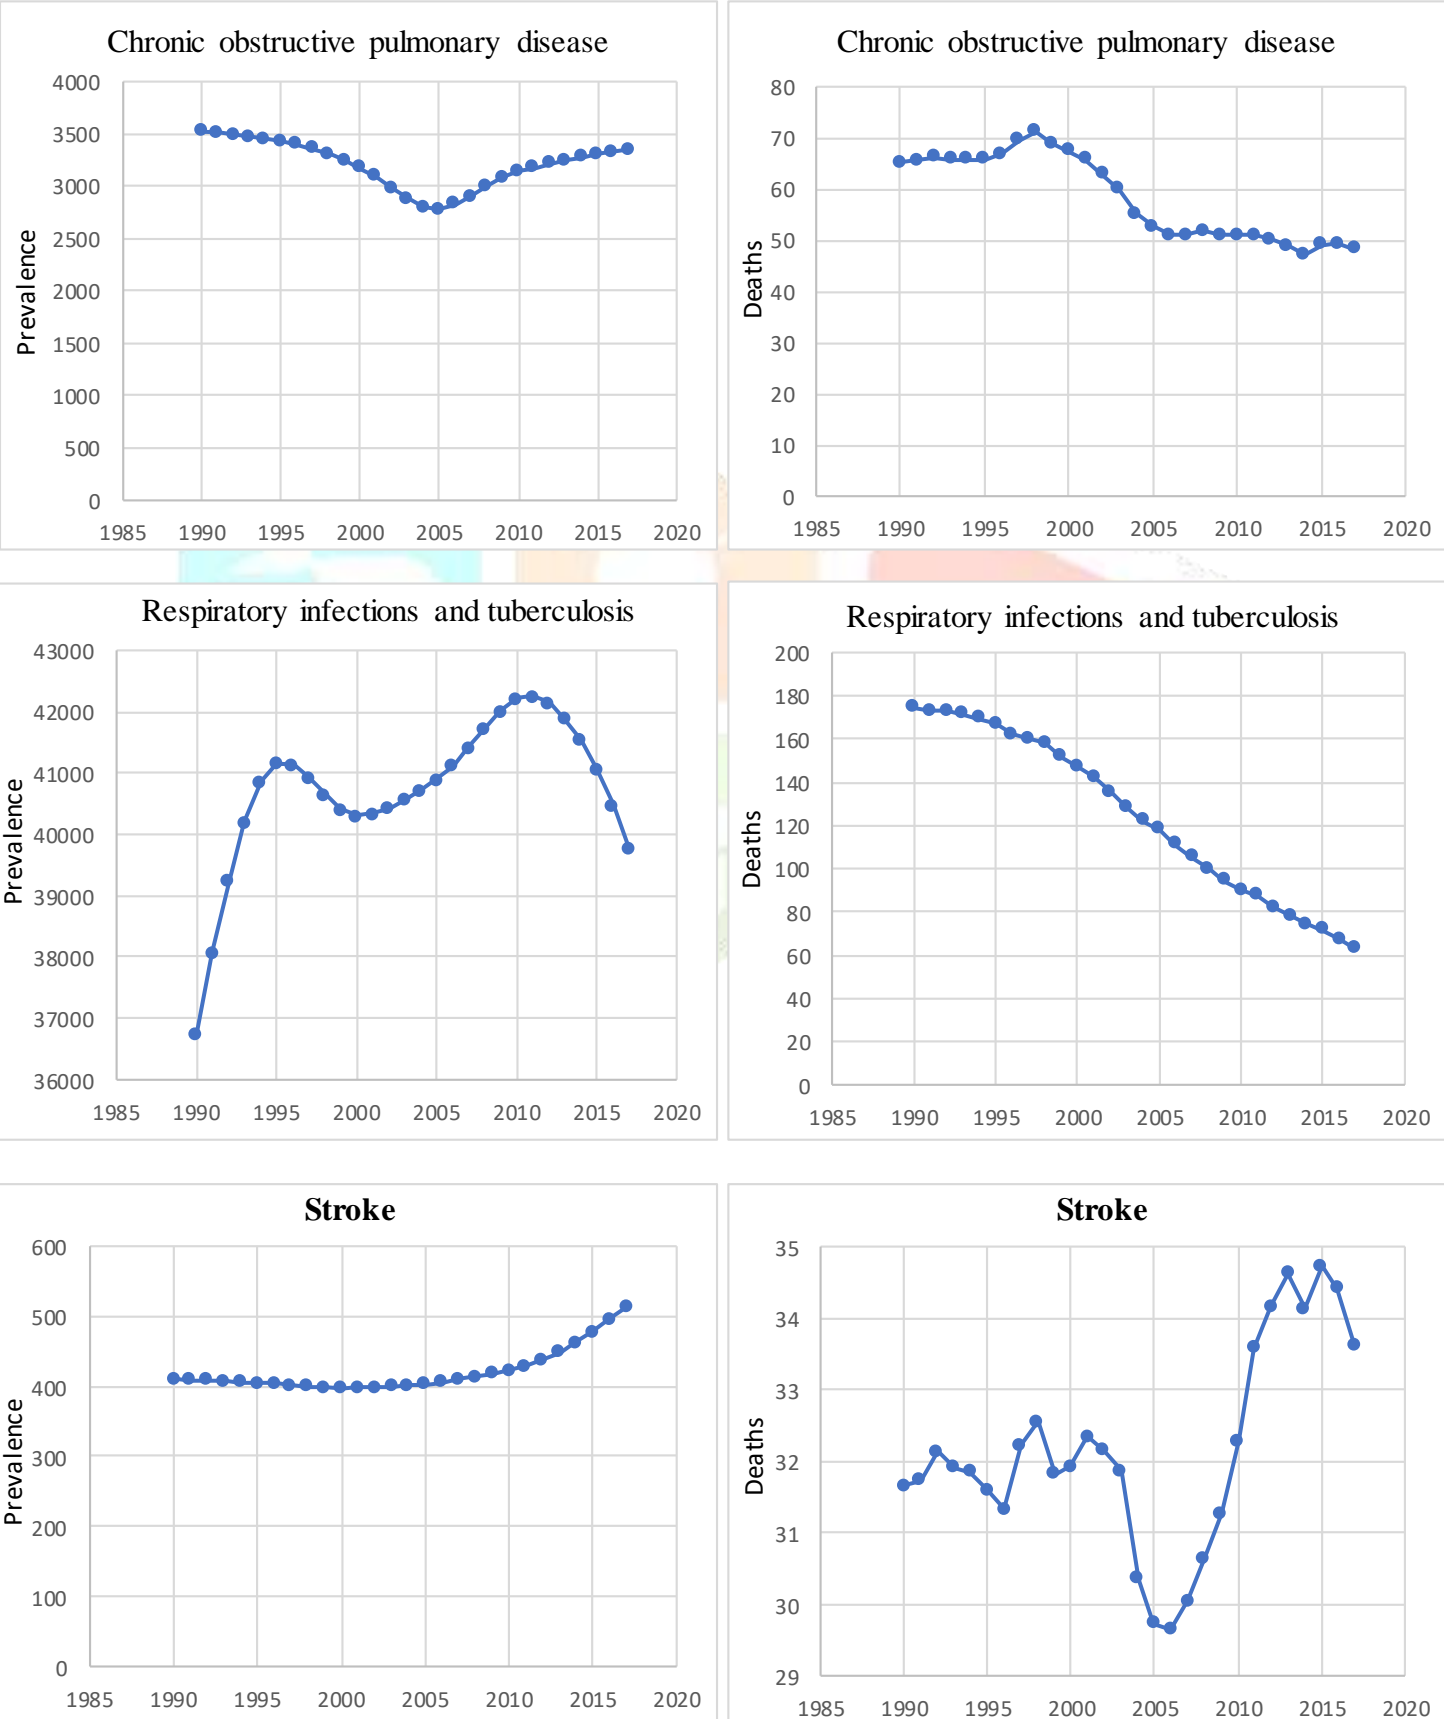 Chronic obstructive pulmonary disease
Prevalence
4000
3500
3000
2500
2000
1500
1000
500
0
1985 1990 1995 2000 2005 2010 2015 2020
Chronic obstructive pulmonary disease
Deaths
80
70
60
50
40
30
20
10
0
1985 1990 1995 2000 2005 2010 2015 2020
Respiratory infections and tuberculosis
Prevalence
43000
42000
41000
40000
39000
38000
37000
36000
1985 1990 1995 2000 2005 2010 2015 2020
Respiratory infections and tuberculosis
Deaths
200
180
160
140
120
100
80
60
40
20
0
1985 1990 1995 2000 2005 2010 2015 2020
Stroke
Prevalence
600
500
400
300
200
100
0
1985 1990 1995 2000 2005 2010 2015 2020
Stroke
Deaths
35
34
33
32
31
30
29
1985 1990 1995 2000 2005 2010 2015 2020